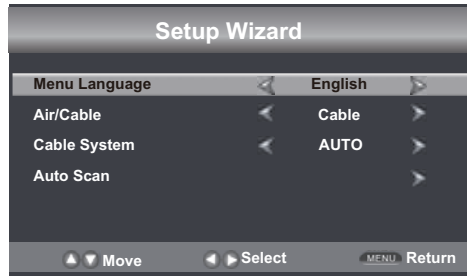 Setup Wizard
Menu Language English
Air/Cable Cable
Cable System AUTO
Auto Scan
Move Select MENU Return